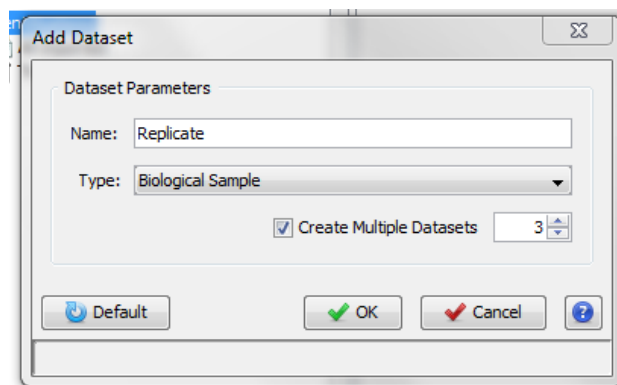 Add Dataset
Dataset Parameters
Name: Replicate
Type: Biological Sample
Create Multiple Datasets 3
Default OK Cancel ?